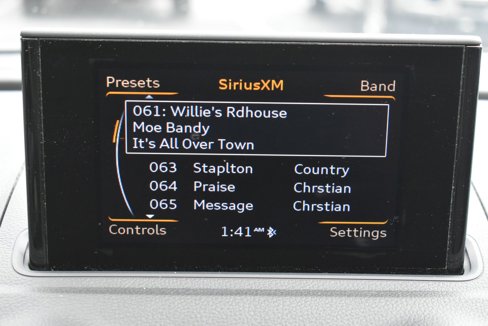 Presets SiriusXM Band
061: Willie's Rdhouse
Moe Bandy
It's All Over Town
063 Staplton Country
064 Praise Chrstian
065 Message Chrstian
Controls 1:41 AM Settings